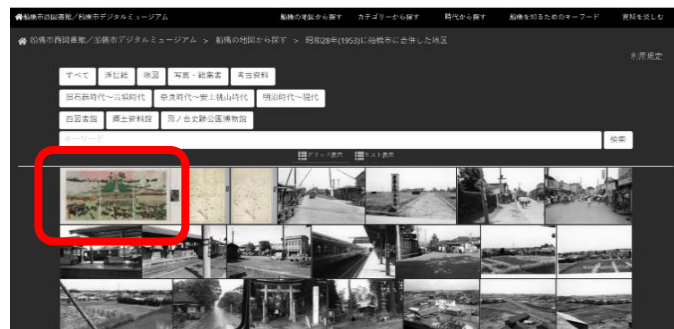 船橋市西図書館／船橋市デジタルミュージアム 船橋の地図から探す カテゴリーから探す 時代から探す 船橋を知るためのキーワード 資料を楽しむ
船橋市西図書館／船橋市デジタルミュージアム > 船橋の地図から探す > 昭和28年(1953)に船橋市に合併した地区
利用規定
すべて 浮世絵 地図 写真・絵葉書 考古資料
旧石器時代～古墳時代 奈良時代～安土桃山時代 明治時代～現代
西図書館 郷土資料館 飛ノ台史跡公園博物館
キーワード 検索
グリッド表示 リスト表示